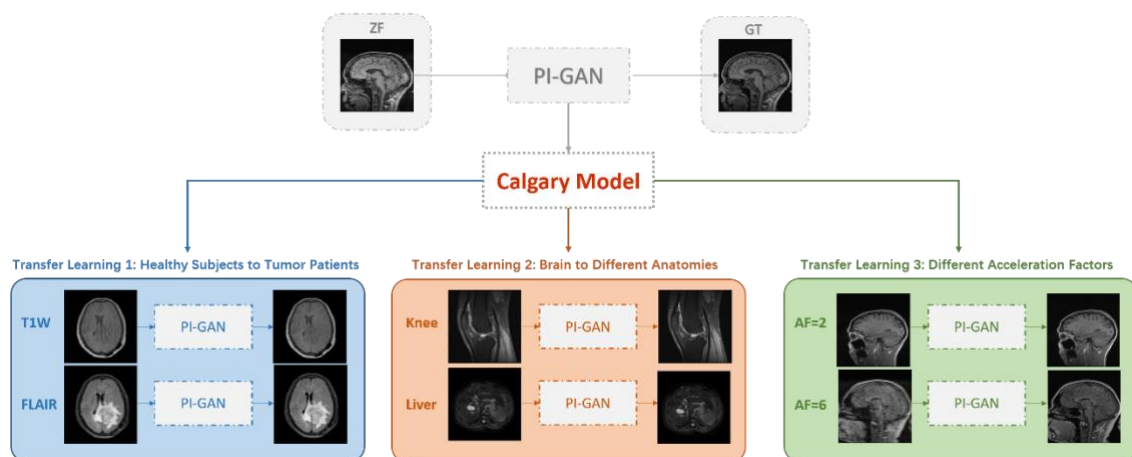 ZF
GT
PI-GAN
Calgary Model
Transfer Learning 1: Healthy Subjects to Tumor Patients
T1W
PI-GAN
FLAIR
PI-GAN
Transfer Learning 2: Brain to Different Anatomies
Knee
PI-GAN
Liver
PI-GAN
Transfer Learning 3: Different Acceleration Factors
AF=2
PI-GAN
AF=6
PI-GAN